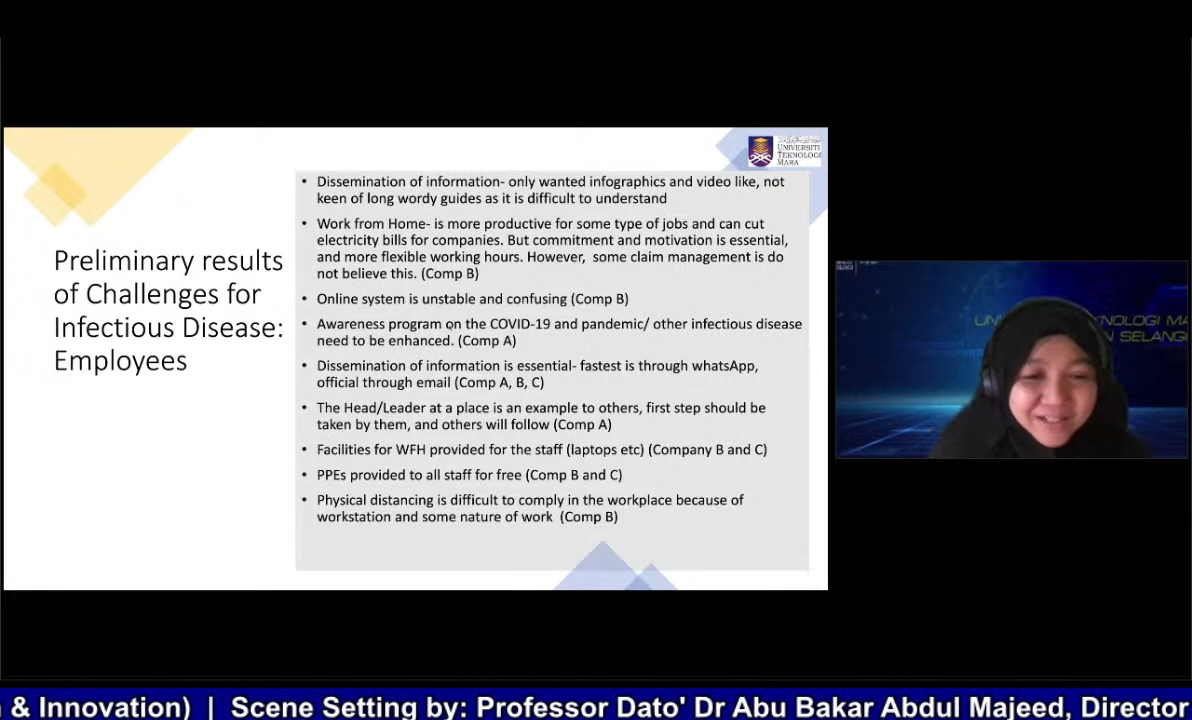 UNIVERSITI
TEKNOLOGI
MARA
Preliminary results
of Challenges for
Infectious Disease:
Employees
• Dissemination of information- only wanted infographics and video like, not
keen of long wordy guides as it is difficult to understand
• Work from Home- is more productive for some type of jobs and can cut
electricity bills for companies. But commitment and motivation is essential,
and more flexible working hours. However, some claim management is do
not believe this. (Comp B)
• Online system is unstable and confusing (Comp B)
• Awareness program on the COVID-19 and pandemic/ other infectious disease
need to be enhanced. (Comp A)
• Dissemination of information is essential- fastest is through whatsApp,
official through email (Comp A, B, C)
• The Head/Leader at a place is an example to others, first step should be
taken by them, and others will follow (Comp A)
• Facilities for WFH provided for the staff (laptops etc) (Company B and C)
• PPEs provided to all staff for free (Comp B and C)
• Physical distancing is difficult to comply in the workplace because of
workstation and some nature of work (Comp B)
NOLOGI MA
SELANG
& Innovation) | Scene Setting by: Professor Dato' Dr Abu Bakar Abdul Majeed, Director